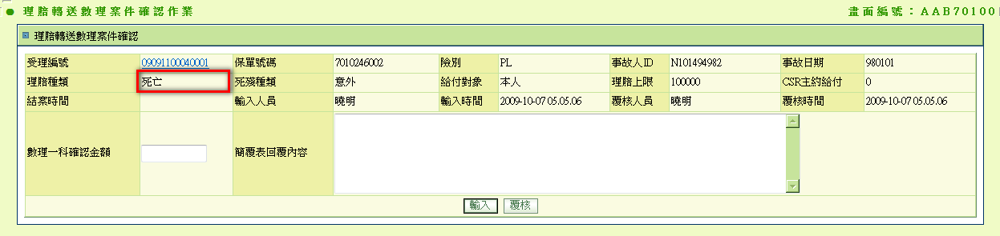 理賠轉送數理案件確認作業 畫面編號：AAB70100
理賠轉送數理案件確認
受理編號 09091100040001 保單號碼 7010246002 險別 PL 事故人ID N101494982 事故日期 980101
理賠種類 死亡 死殘種類 意外 給付對象 本人 理賠上限 100000 CSR主約給付 0
結案時間 輸入人員 曉明 輸入時間 2009-10-07 05.05.06 覆核人員 曉明 覆核時間 2009-10-07 05.05.06
數理一科確認金額 簡覆表回覆內容
輸入 覆核